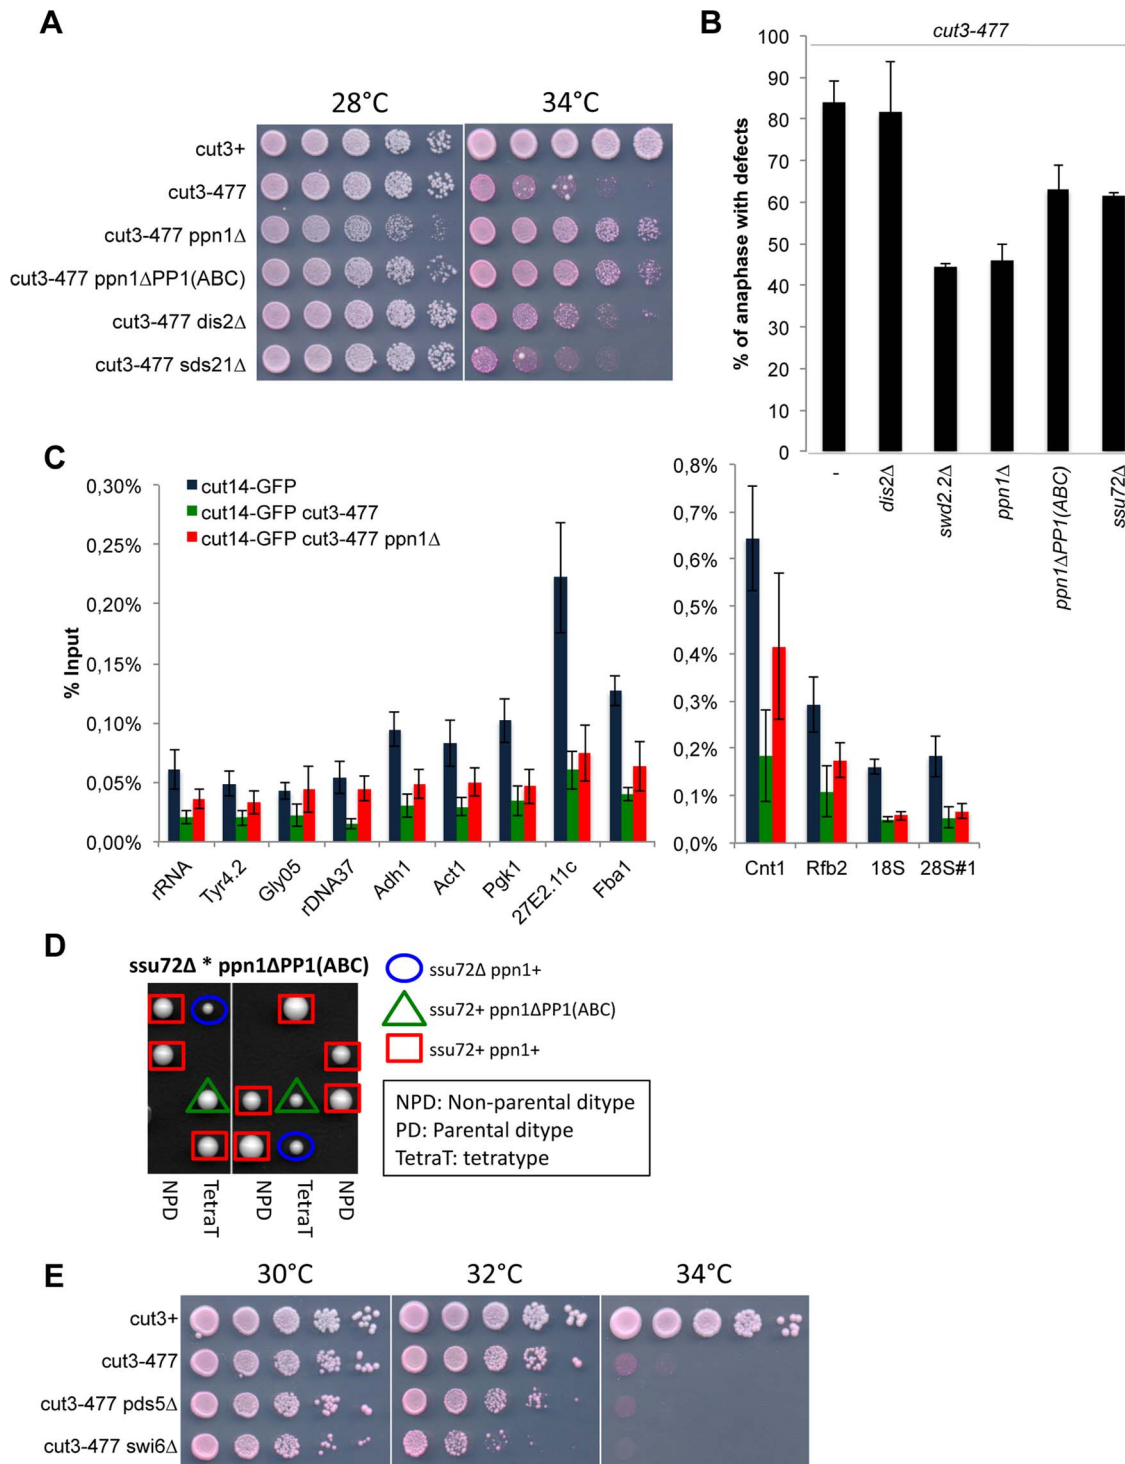 A
28°C
34°C
cut3+
cut3-477
cut3-477 ppn1Δ
cut3-477 ppn1ΔPP1(ABC)
cut3-477 dis2Δ
cut3-477 sds21Δ
B
cut3-477
% of anaphase with defects
100
90
80
70
60
50
40
30
20
10
0
-
dis2Δ
swd2.2Δ
ppn1Δ
ppn1ΔPP1(ABC)
ssu72Δ
C
cut14-GFP
cut14-GFP cut3-477
cut14-GFP cut3-477 ppn1Δ
% Input
0,30%
0,25%
0,20%
0,15%
0,10%
0,05%
0,00%
rRNA
Tyr4.2
Gly05
rDNA37
Adh1
Act1
Pgk1
27E2.11c
Fba1
0,8%
0,7%
0,6%
0,5%
0,4%
0,3%
0,2%
0,1%
0,0%
Cnt1
Rfb2
18S
28S#1
D
ssu72Δ * ppn1ΔPP1(ABC)
NPD
TetraT
NPD
TetraT
NPD
ssu72Δ ppn1+
ssu72+ ppn1ΔPP1(ABC)
ssu72+ ppn1+
NPD: Non-parental ditype
PD: Parental ditype
TetraT: tetratype
E
30°C
32°C
34°C
cut3+
cut3-477
cut3-477 pds5Δ
cut3-477 swi6Δ